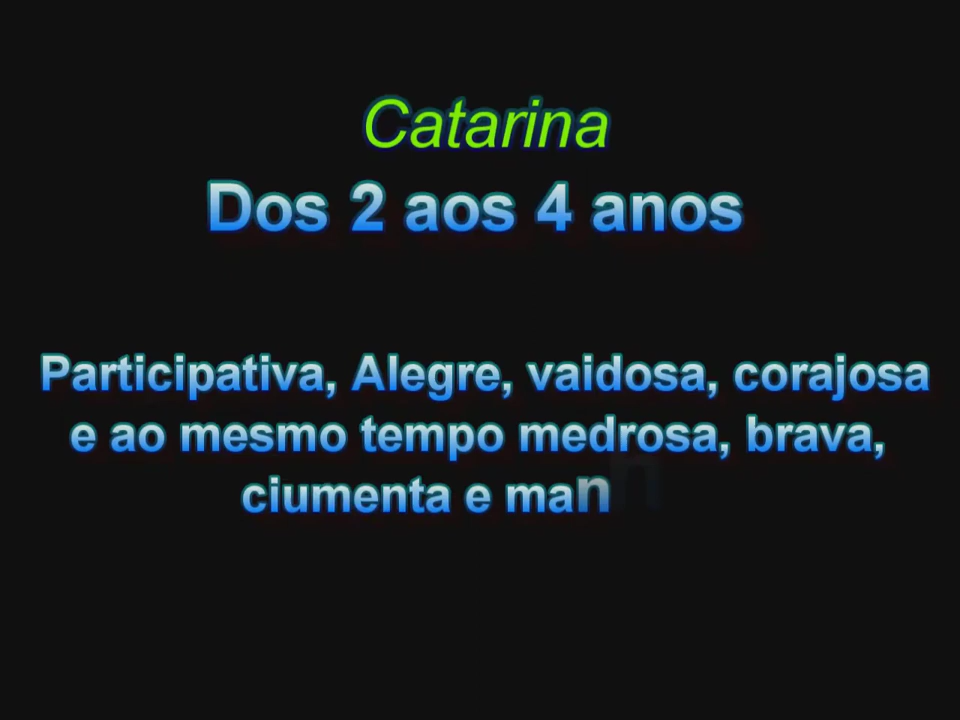 Catarina
Dos 2 aos 4 anos
Participativa, Alegre, vaidosa, corajosa
e ao mesmo tempo medrosa, brava,
ciumenta e man